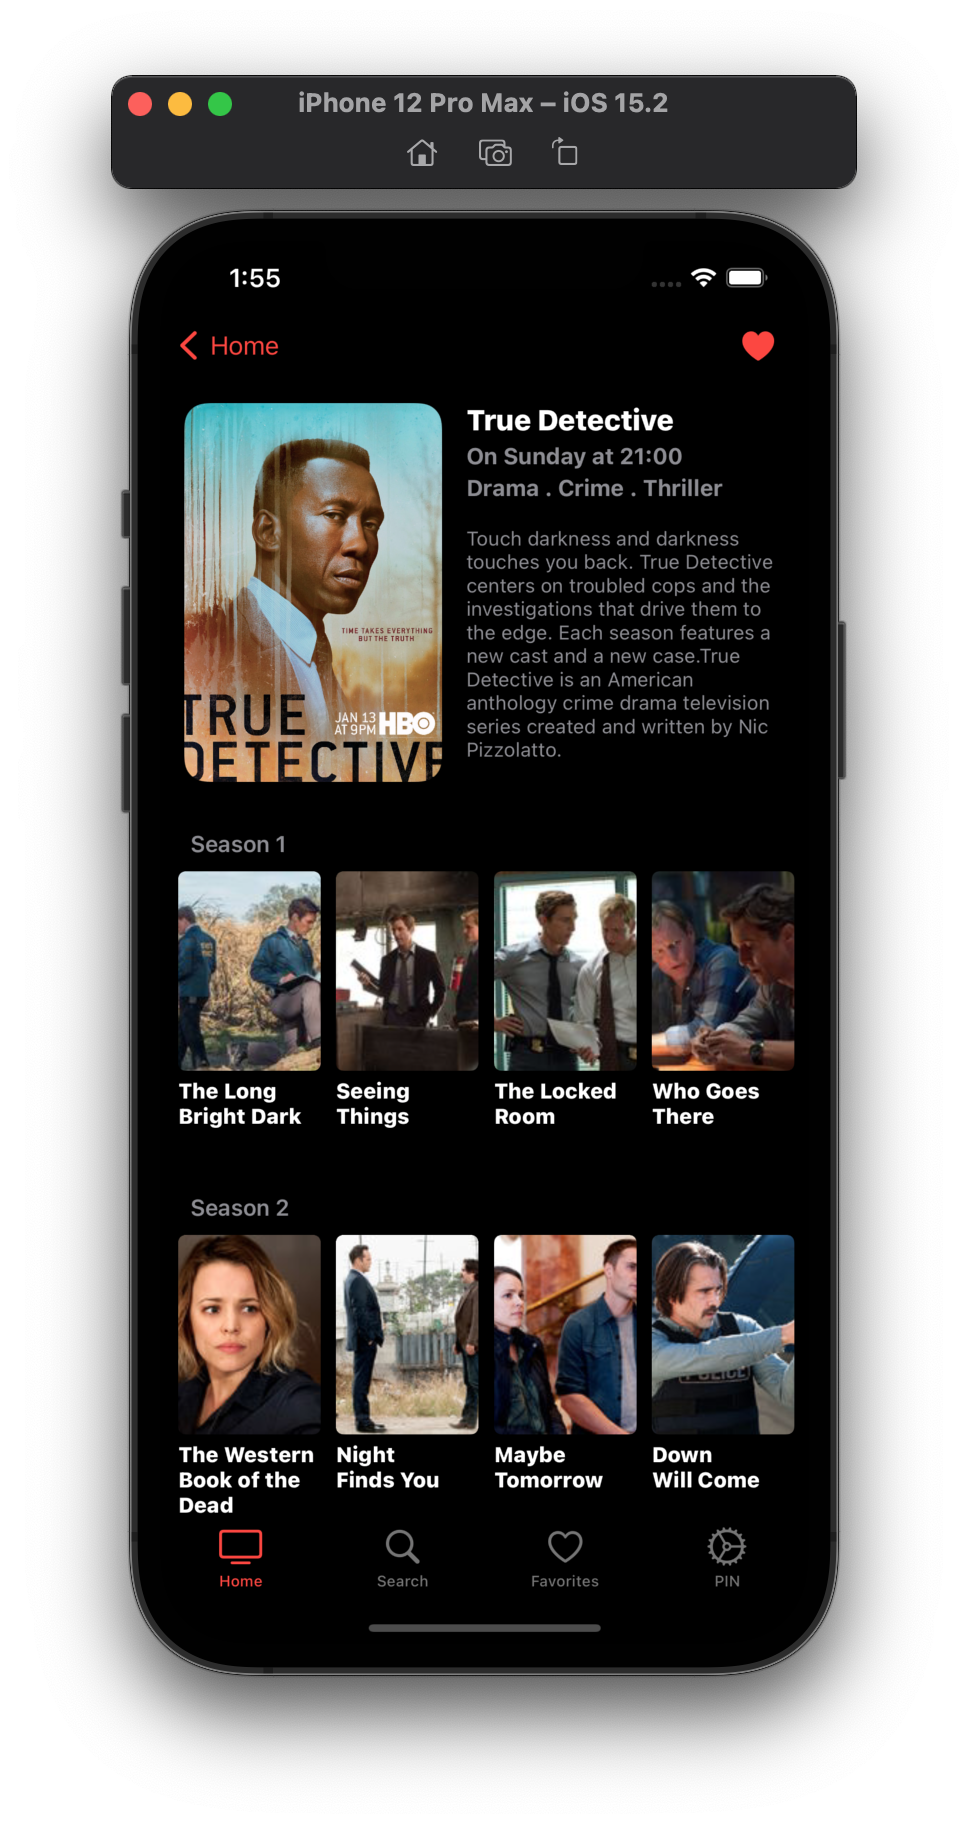 iPhone 12 Pro Max – iOS 15.2
1:55
Home
True Detective
On Sunday at 21:00
Drama . Crime . Thriller
Touch darkness and darkness
touches you back. True Detective
centers on troubled cops and the
investigations that drive them to
the edge. Each season features a
new cast and a new case.True
Detective is an American
anthology crime drama television
series created and written by Nic
Pizzolatto.
TIME TAKES EVERYTHING
BUT THE TRUTH
TRUE
DETECTIVE
JAN 13
AT 9PM HBO
Season 1
The Long
Bright Dark
Seeing
Things
The Locked
Room
Who Goes
There
Season 2
POLICE
The Western
Book of the
Dead
Night
Finds You
Maybe
Tomorrow
Down
Will Come
Home
Search
Favorites
PIN